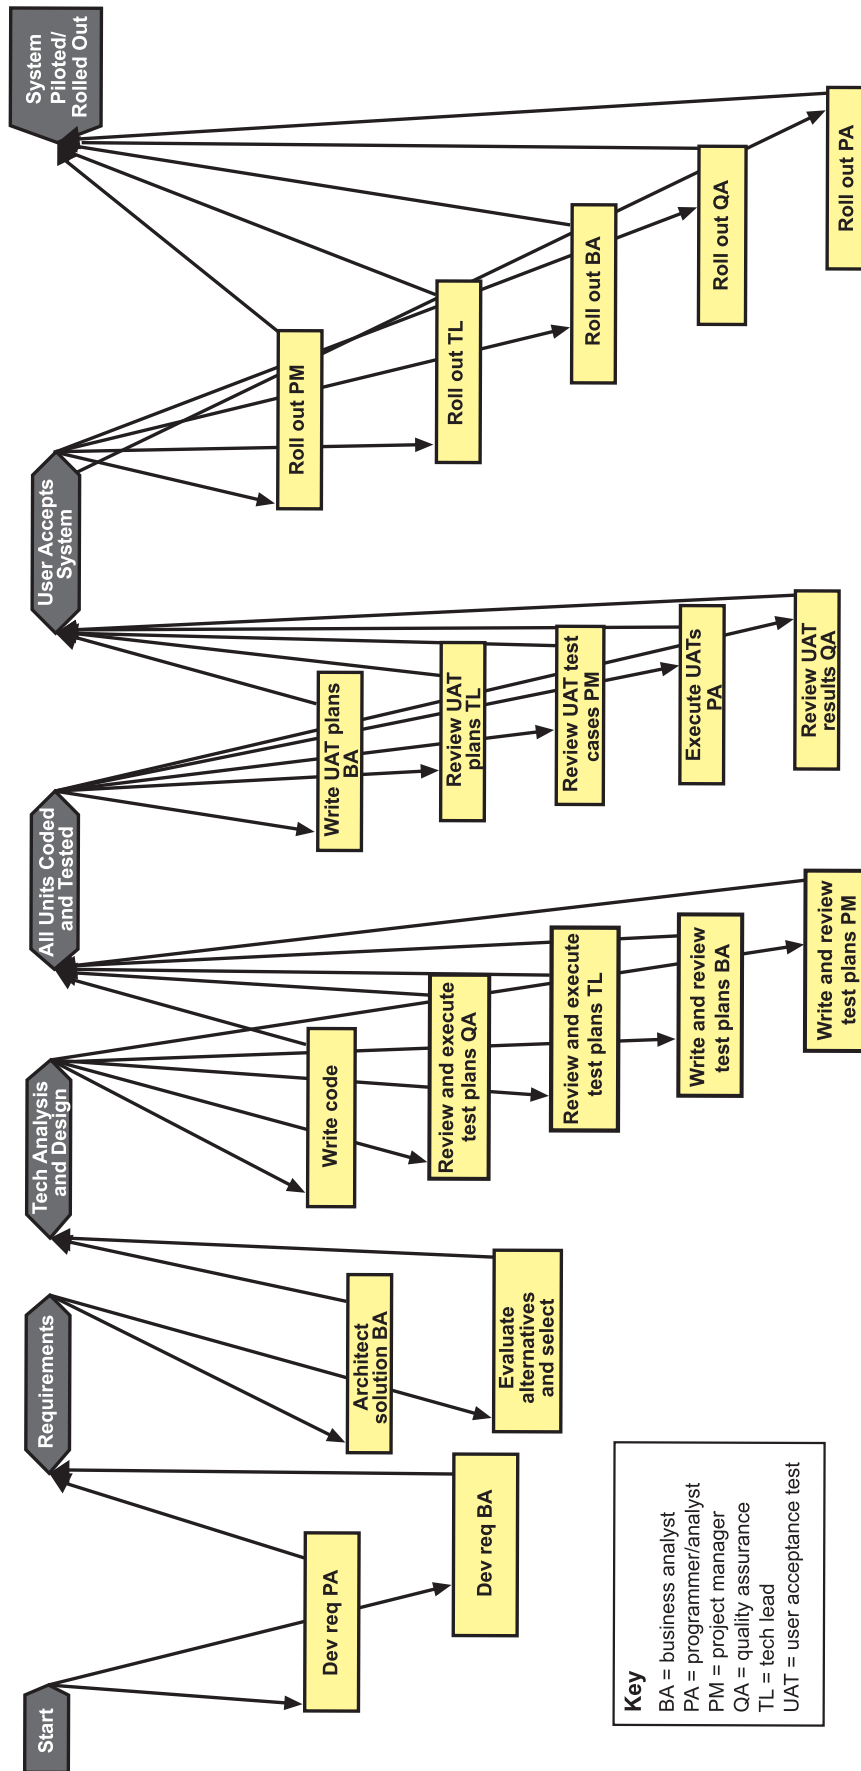 Start
Requirements
Tech Analysis
and Design
All Units Coded
and Tested
User Accepts
System
System
Piloted/
Rolled Out
Dev req PA
Dev req BA
Architect
solution BA
Evaluate
alternatives
and select
Write code
Review and execute
test plans QA
Review and execute
test plans TL
Write and review
test plans BA
Write and review
test plans PM
Write UAT plans
BA
Review UAT
plans TL
Review UAT test
cases PM
Execute UATs
PA
Review UAT
results QA
Roll out PM
Roll out TL
Roll out BA
Roll out QA
Roll out PA
Key
BA = business analyst
PA = programmer/analyst
PM = project manager
QA = quality assurance
TL = tech lead
UAT = user acceptance test